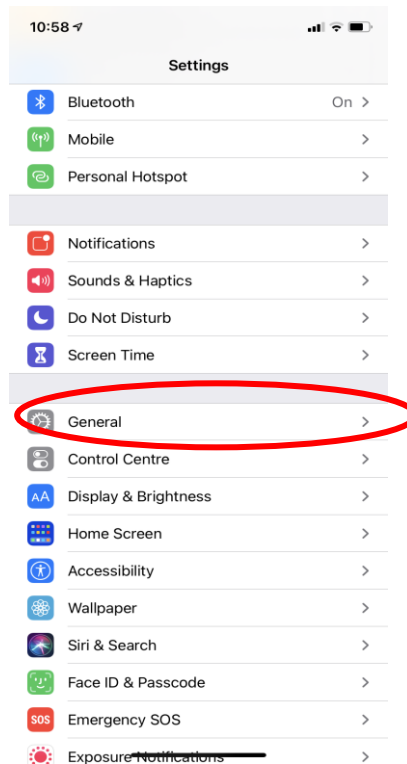 10:58
Settings
Bluetooth On
Mobile
Personal Hotspot
Notifications
Sounds & Haptics
Do Not Disturb
Screen Time
General
Control Centre
AA Display & Brightness
Home Screen
Accessibility
Wallpaper
Siri & Search
Face ID & Passcode
SOS Emergency SOS
Exposure Notifications